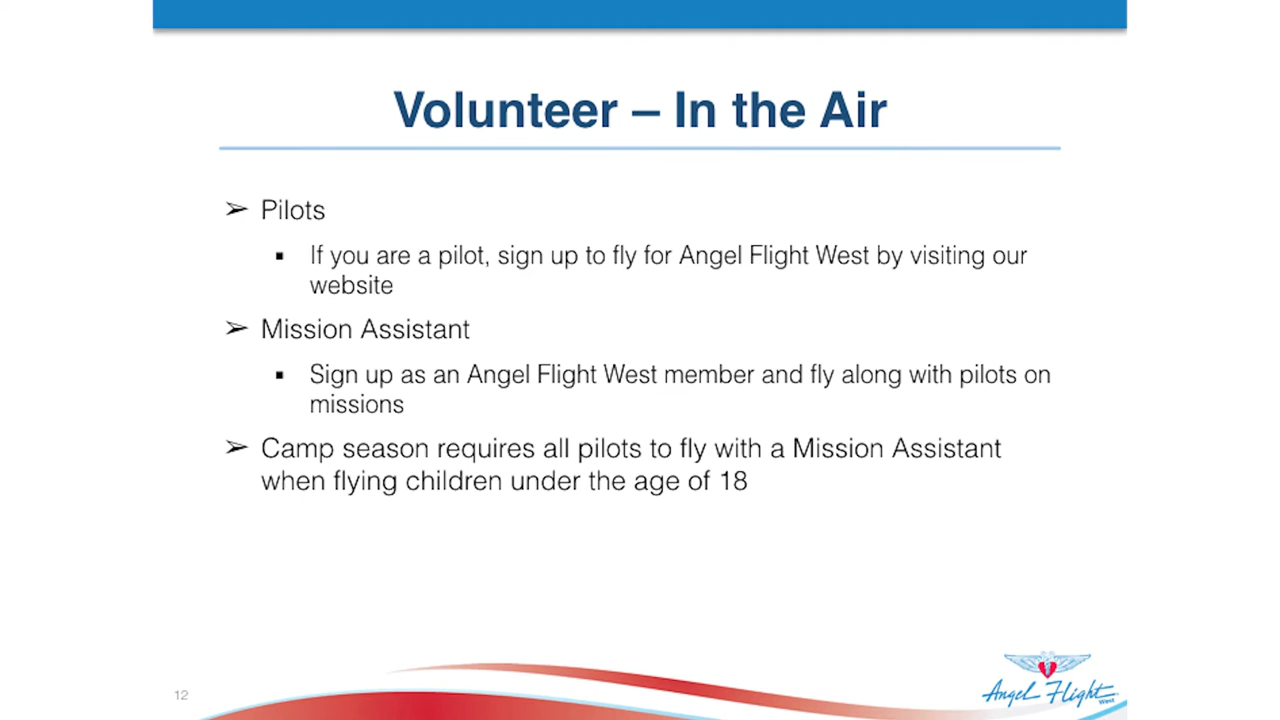 Volunteer – In the Air
➢ Pilots
▪ If you are a pilot, sign up to fly for Angel Flight West by visiting our
website
➢ Mission Assistant
▪ Sign up as an Angel Flight West member and fly along with pilots on
missions
➢ Camp season requires all pilots to fly with a Mission Assistant
when flying children under the age of 18
12
Angel Flight
West